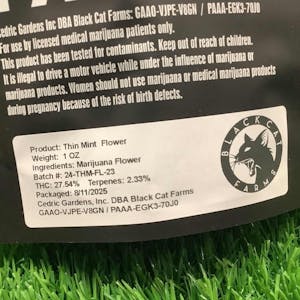 Cedric Gardens Inc DBA Black Cat Farms: GAAO-VJPE-V8GN / PAAA-EGK3-70J0
For use by licensed medical marijuana patients only.
This product has been tested for contaminants. Keep out of reach of children.
It is illegal to drive a motor vehicle while under the influence of marijuana or
marijuana products. Women should not use marijuana or medical marijuana products
during pregnancy because of the risk of birth defects.
Product: Thin Mint Flower
Weight: 1 OZ
Ingredients: Marijuana Flower
Batch #: 24-THM-FL-23
THC: 27.54% Terpenes: 2.33%
Packaged: 8/11/2025
Cedric Gardens, Inc. DBA Black Cat Farms
GAAO-VJPE-V8GN / PAAA-EGK3-70J0
BLACKCAT
FARMS